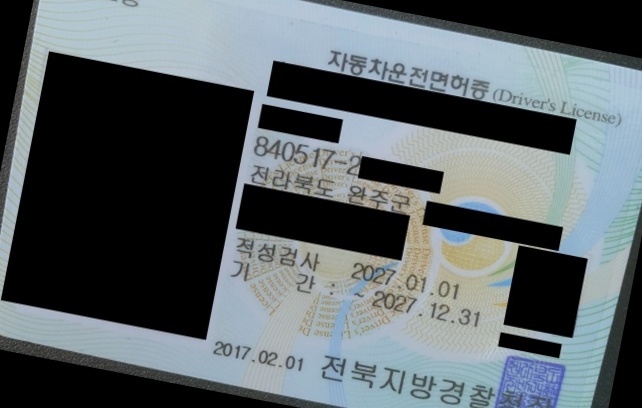 자동차운전면허증 (Driver's License)
840517-2
전라북도 완주군
적성검사 2027.01.01
기 간 : ~ 2027.12.31
2017.02.01 전북지방경찰청장